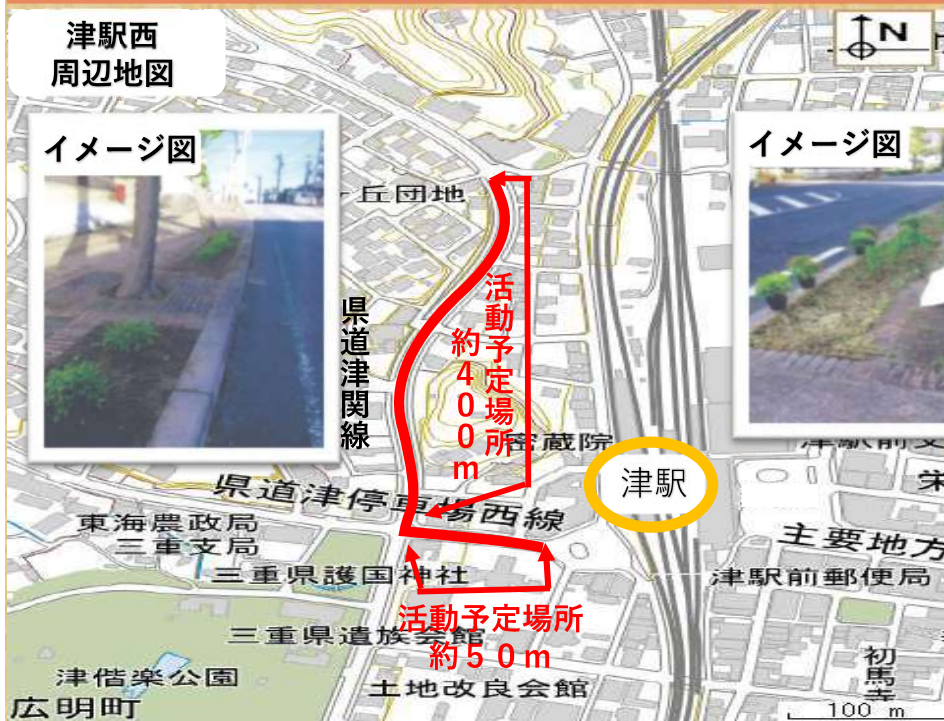 津駅西
周辺地図
N
イメージ図
イメージ図
丘団地
活動予定場所
約400m
県道津関線
密蔵院
津駅
県道津停車場西線
東海農政局
三重支局
三重県護国神社
主要地方
津駅前郵便局
活動予定場所
約50m
三重県遺族会館
津偕楽公園
広明町
土地改良会館
初馬寺
100 m